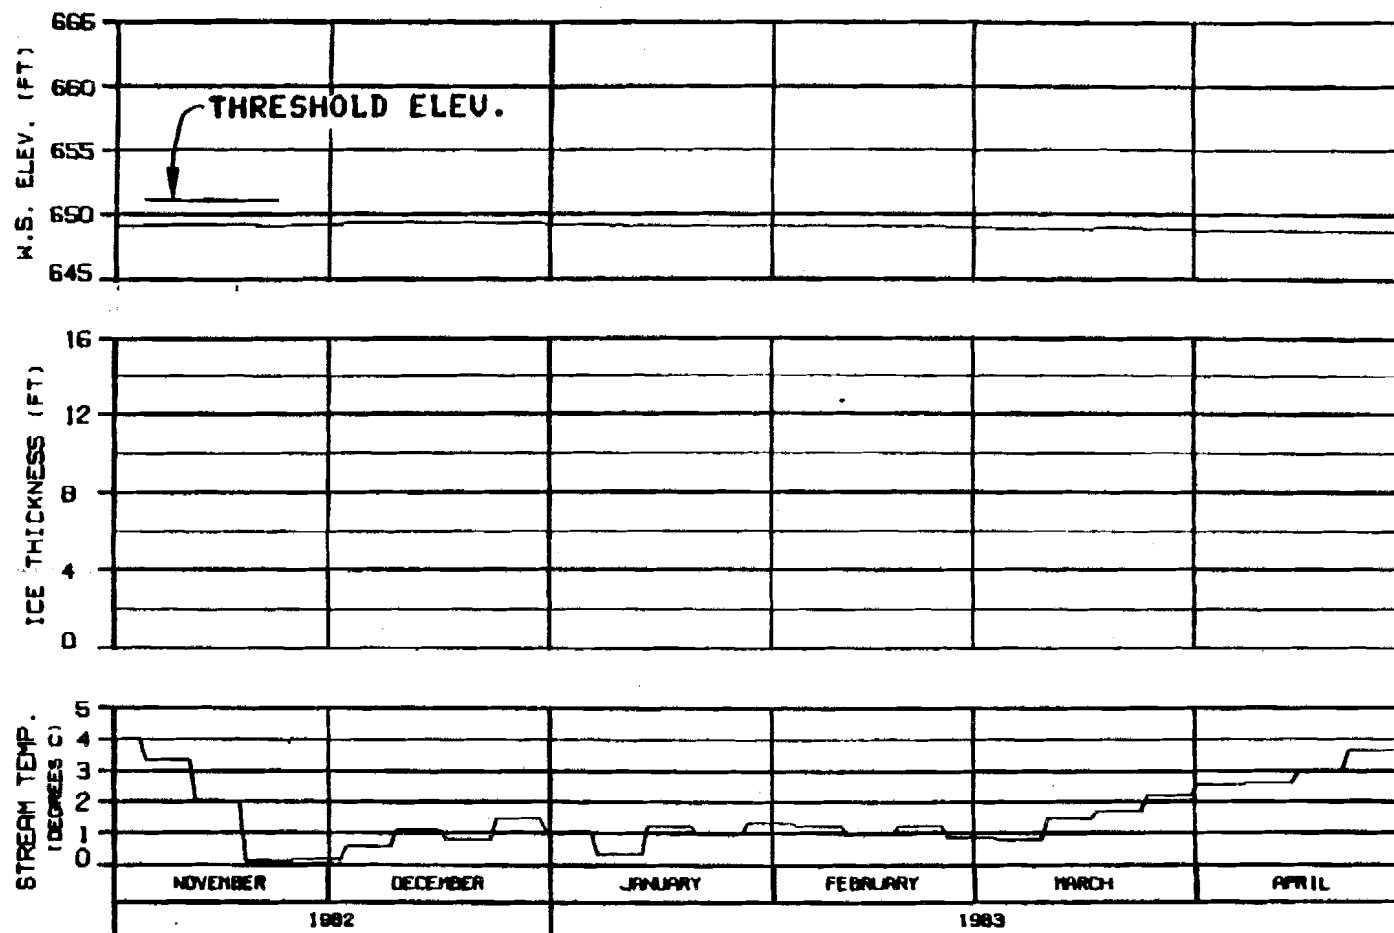 665
660
655
650
645
W.S. ELEV. (FT)
THRESHOLD ELEV.
16
12
8
4
0
ICE THICKNESS (FT)
5
4
3
2
1
0
STREAM TEMP.
(DEGREES C)
NOVEMBER DECEMBER JANUARY FEBRUARY MARCH APRIL
1982 1983